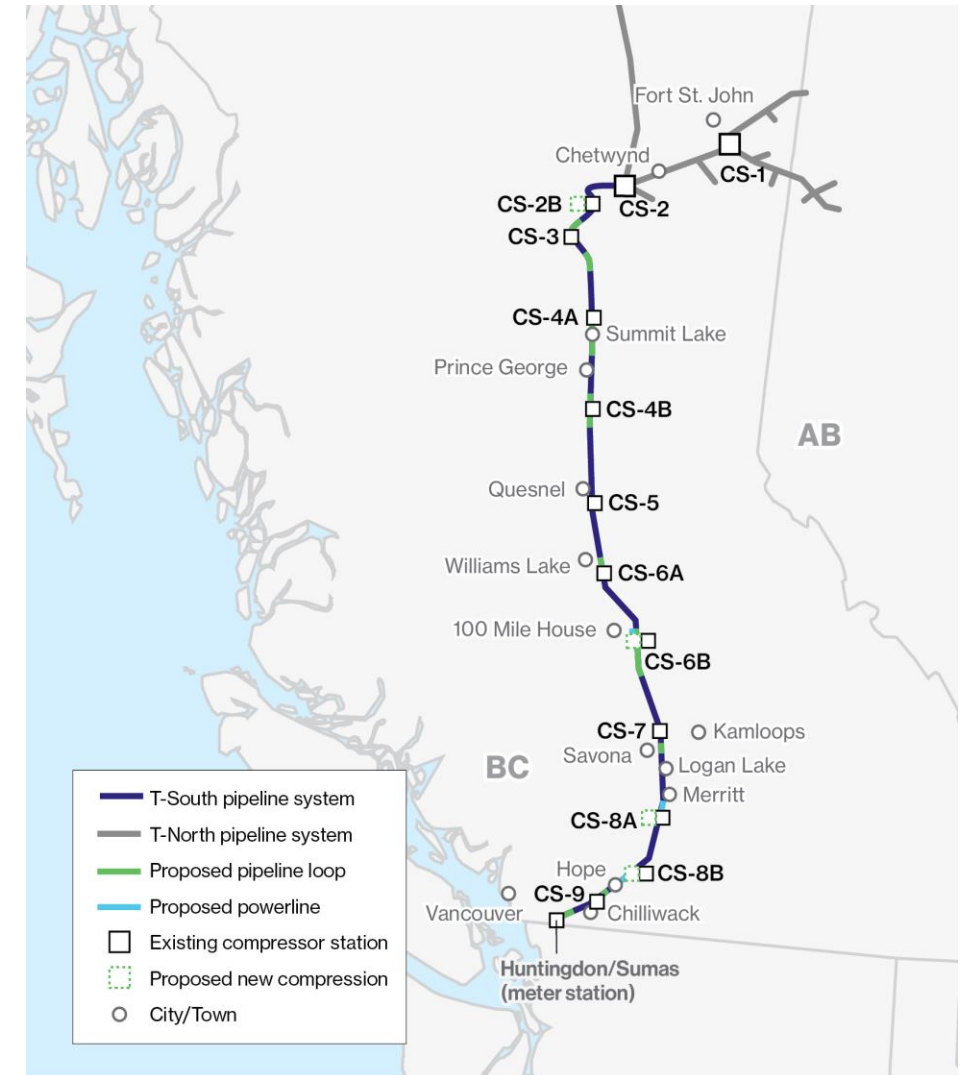 Fort St. John
Chetwynd
CS-1
CS-2B
CS-2
CS-3
CS-4A
Summit Lake
Prince George
CS-4B
AB
Quesnel
CS-5
Williams Lake
CS-6A
100 Mile House
CS-6B
CS-7
Kamloops
Savona
BC
Logan Lake
Merritt
CS-8A
Hope
CS-8B
CS-9
Vancouver
Chilliwack
Huntingdon/Sumas
(meter station)
T-South pipeline system
T-North pipeline system
Proposed pipeline loop
Proposed powerline
Existing compressor station
Proposed new compression
City/Town